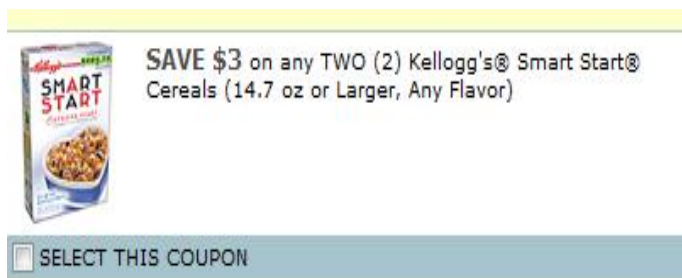 Kellogg's
SMART
START
SAVE $3 on any TWO (2) Kellogg's® Smart Start®
Cereals (14.7 oz or Larger, Any Flavor)
SELECT THIS COUPON